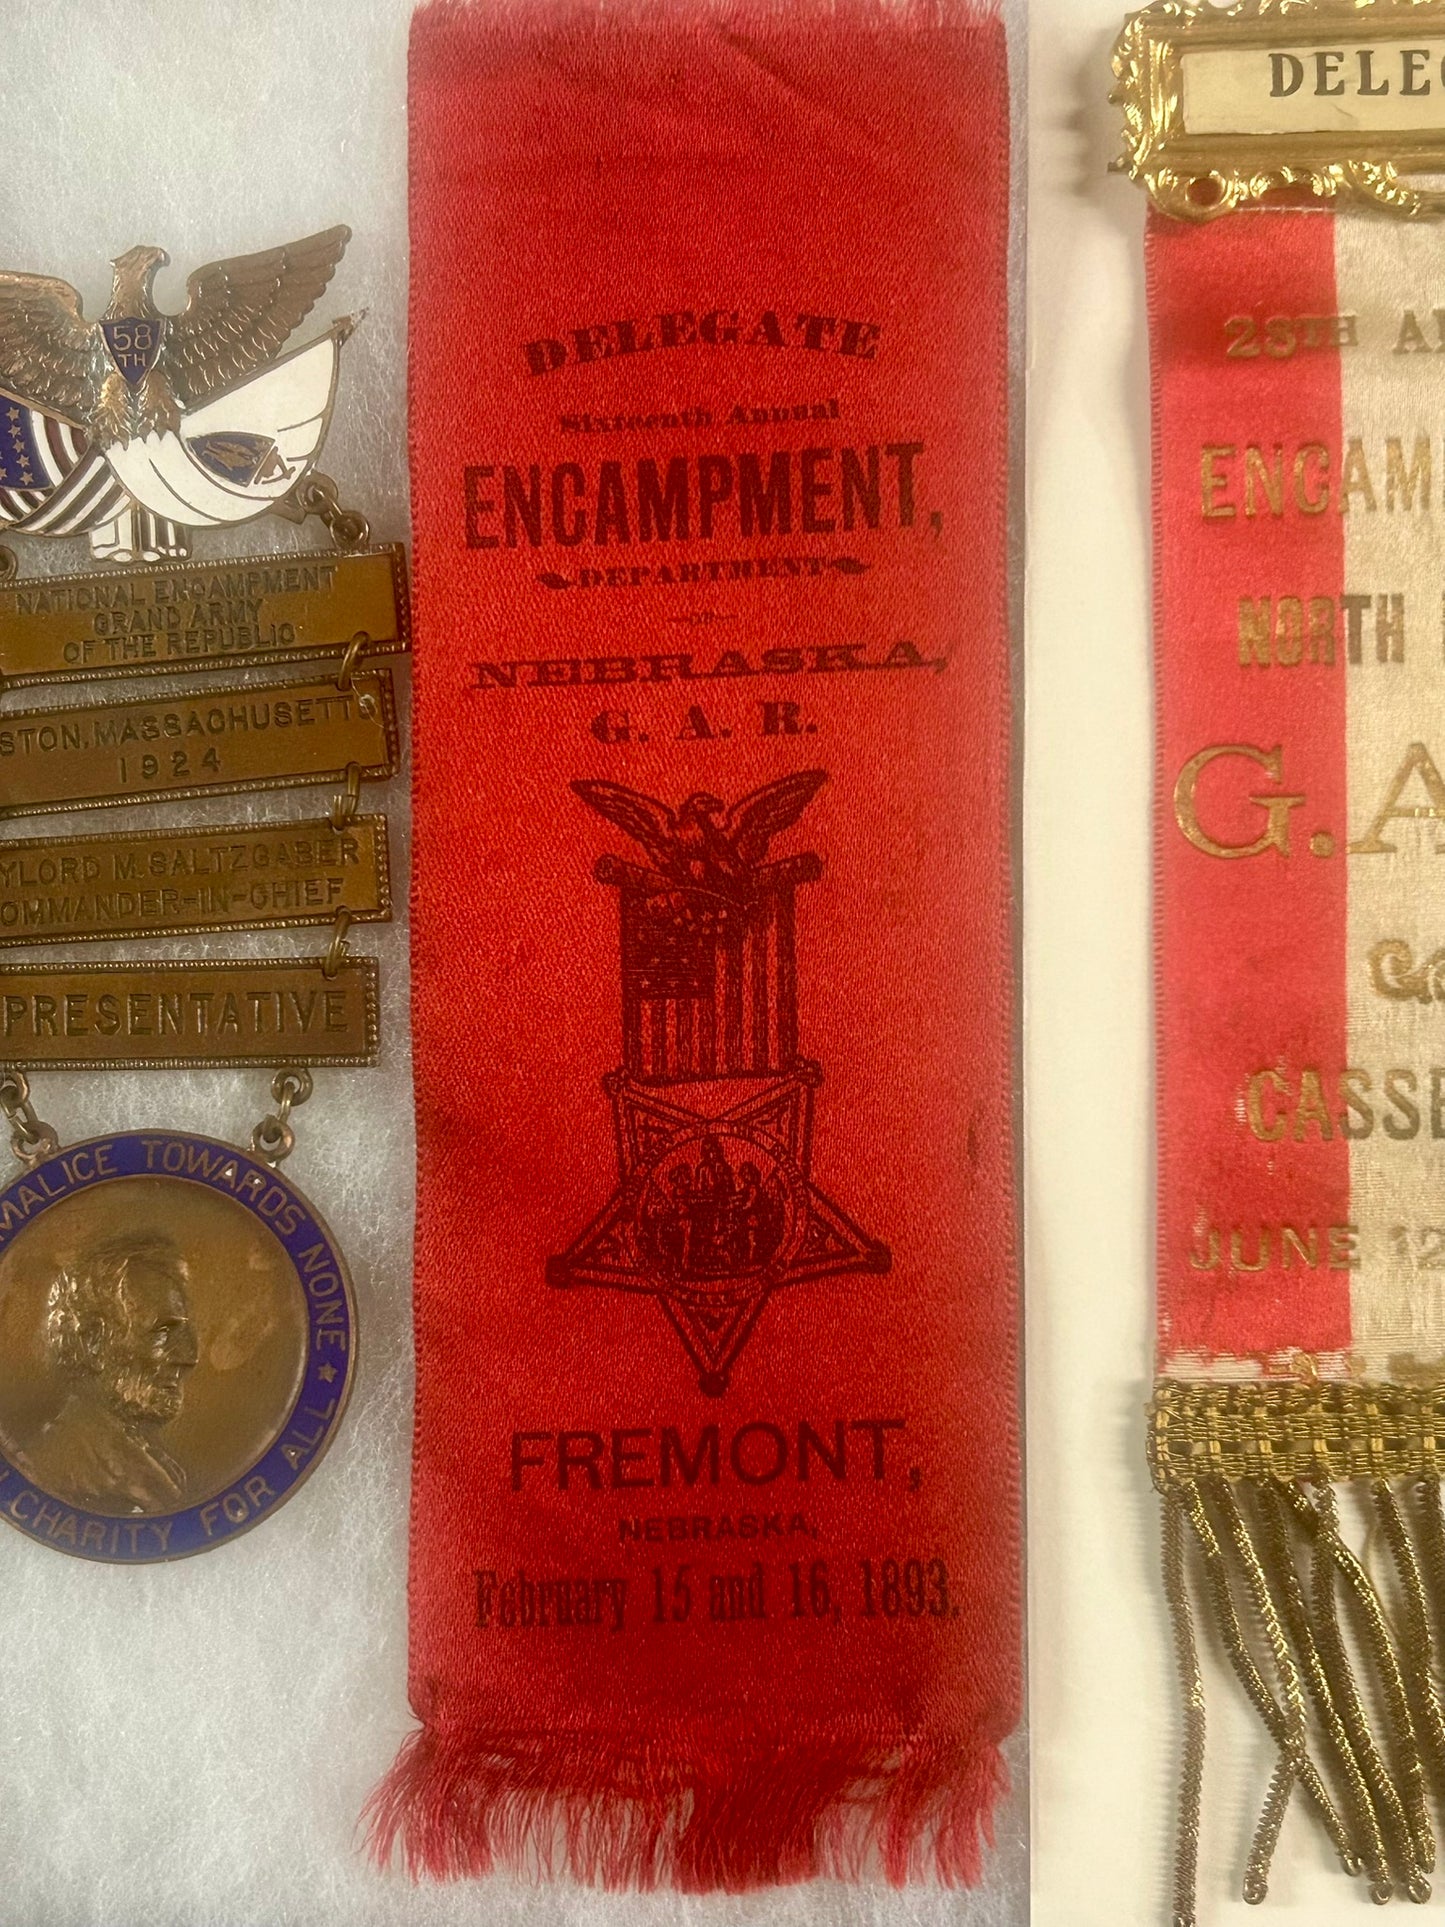 58
TH
NATIONAL ENCAMPMENT
GRAND ARMY
OF THE REPUBLIC
STON, MASSACHUSETTS
1924
YLORD M. SALTZGABER
OMMANDER-IN-CHIEF
PRESENTATIVE
MALICE TOWARDS NONE ★
CHARITY FOR ALL
DELEGATE
Sixteenth Annual
ENCAMPMENT,
DEPARTMENT
OF
NEBRASKA,
G. A. R.
FREMONT,
NEBRASKA,
February 15 and 16, 1893.
DELEG
28TH A
ENCAM
NORTH
G. A
CASSE
JUNE 12